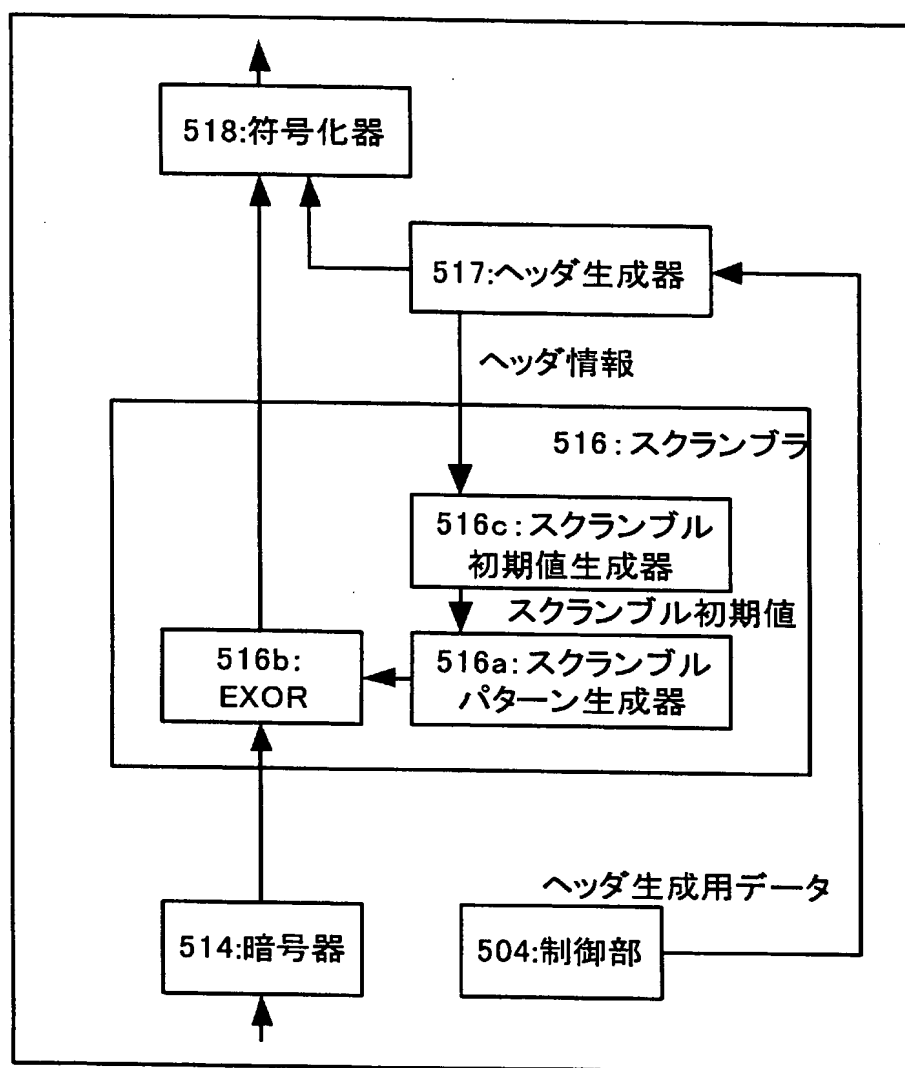 518:符号化器
517:ヘッダ生成器
ヘッダ情報
516:スクランブラ
516c:スクランブル
初期値生成器
スクランブル初期値
516b:
EXOR
516a:スクランブル
パターン生成器
ヘッダ生成用データ
514:暗号器
504:制御部